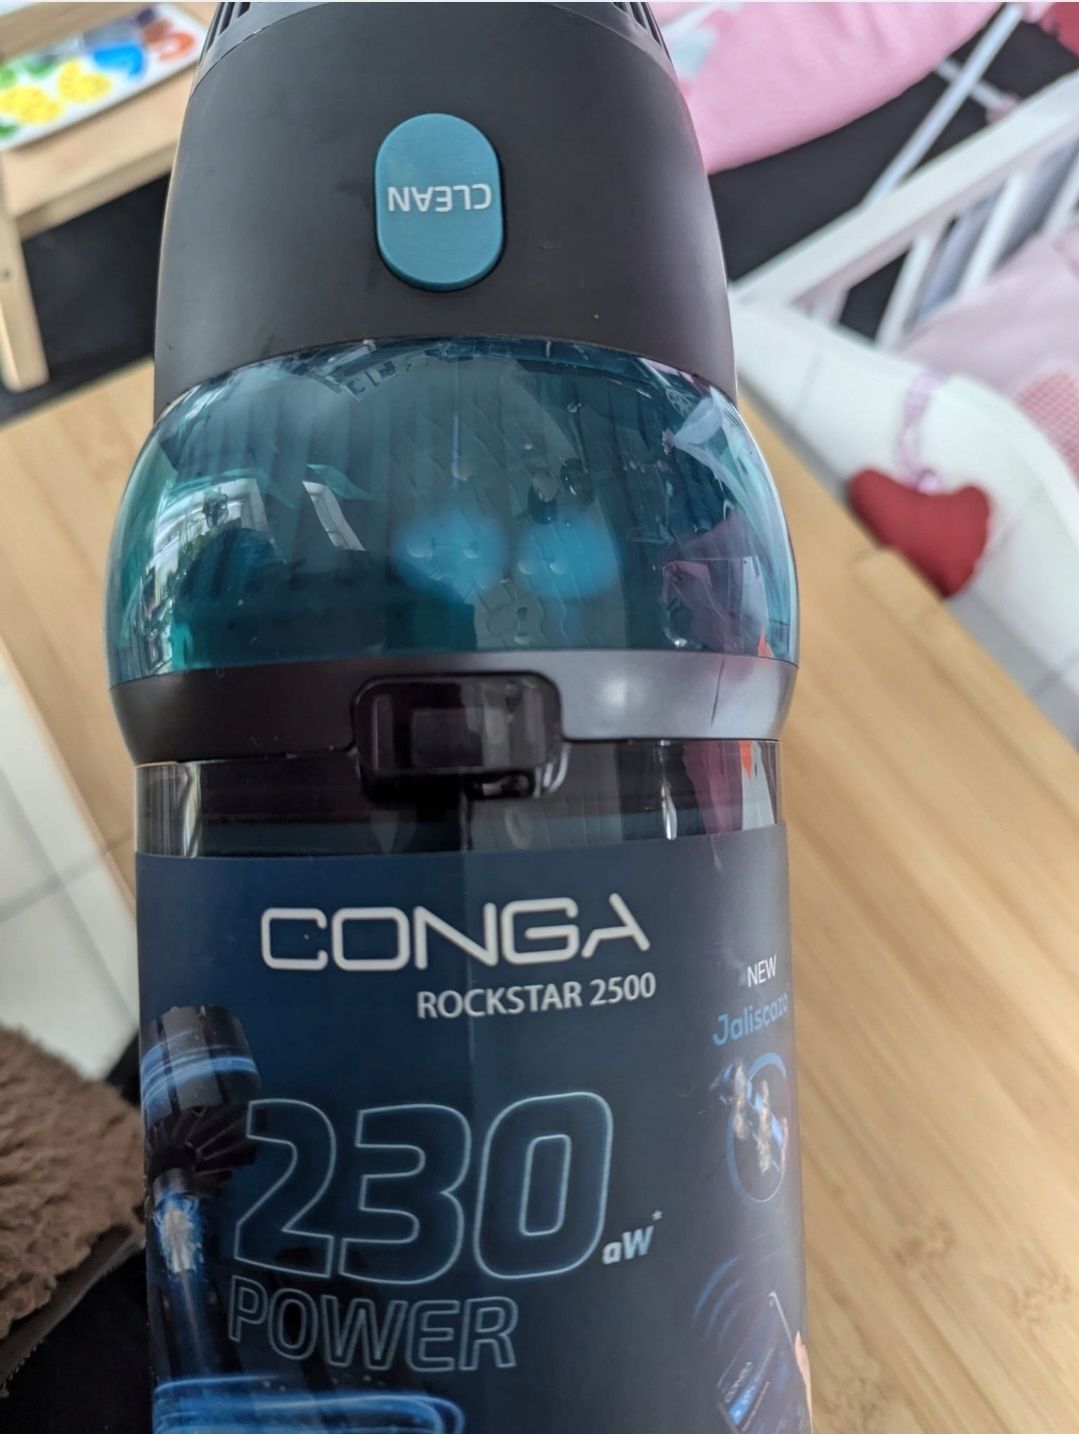 CLEAN
CONGA
ROCKSTAR 2500
NEW
Jaliscazo
230
aW*
POWER